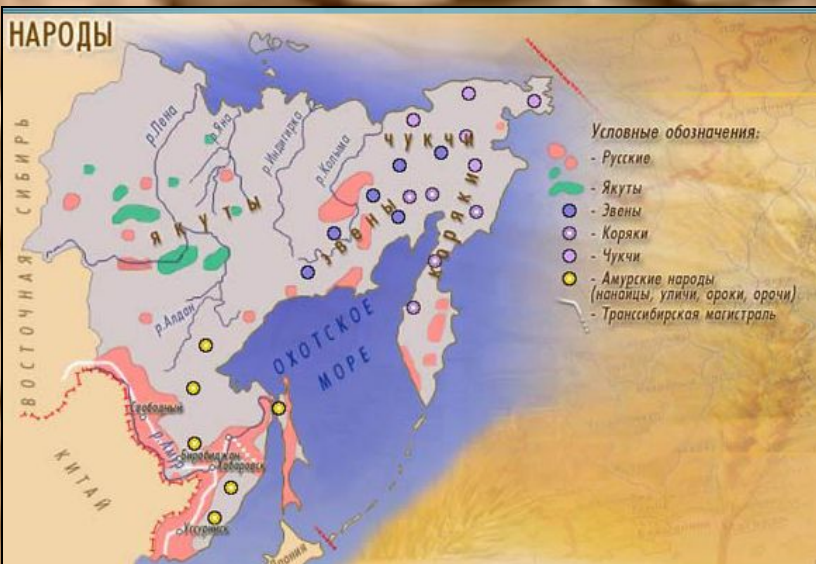 НАРОДЫ
ВОСТОЧНАЯ СИБИРЬ
р.Лена
р.Яна
р.Индигирка
р.Колыма
ЧУКЧИ
ЯКУТЫ
ЭВЕНЫ
КОРЯКИ
р.Алдан
ОХОТСКОЕ
МОРЕ
Свободный
р.Амур
Биробиджан
Хабаровск
КИТАЙ
Уссурийск
Япония
Условные обозначения:
- Русские
- Якуты
- Эвены
- Коряки
- Чукчи
- Амурские народы
(нанайцы, уличи, ороки, орочи)
- Транссибирская магистраль